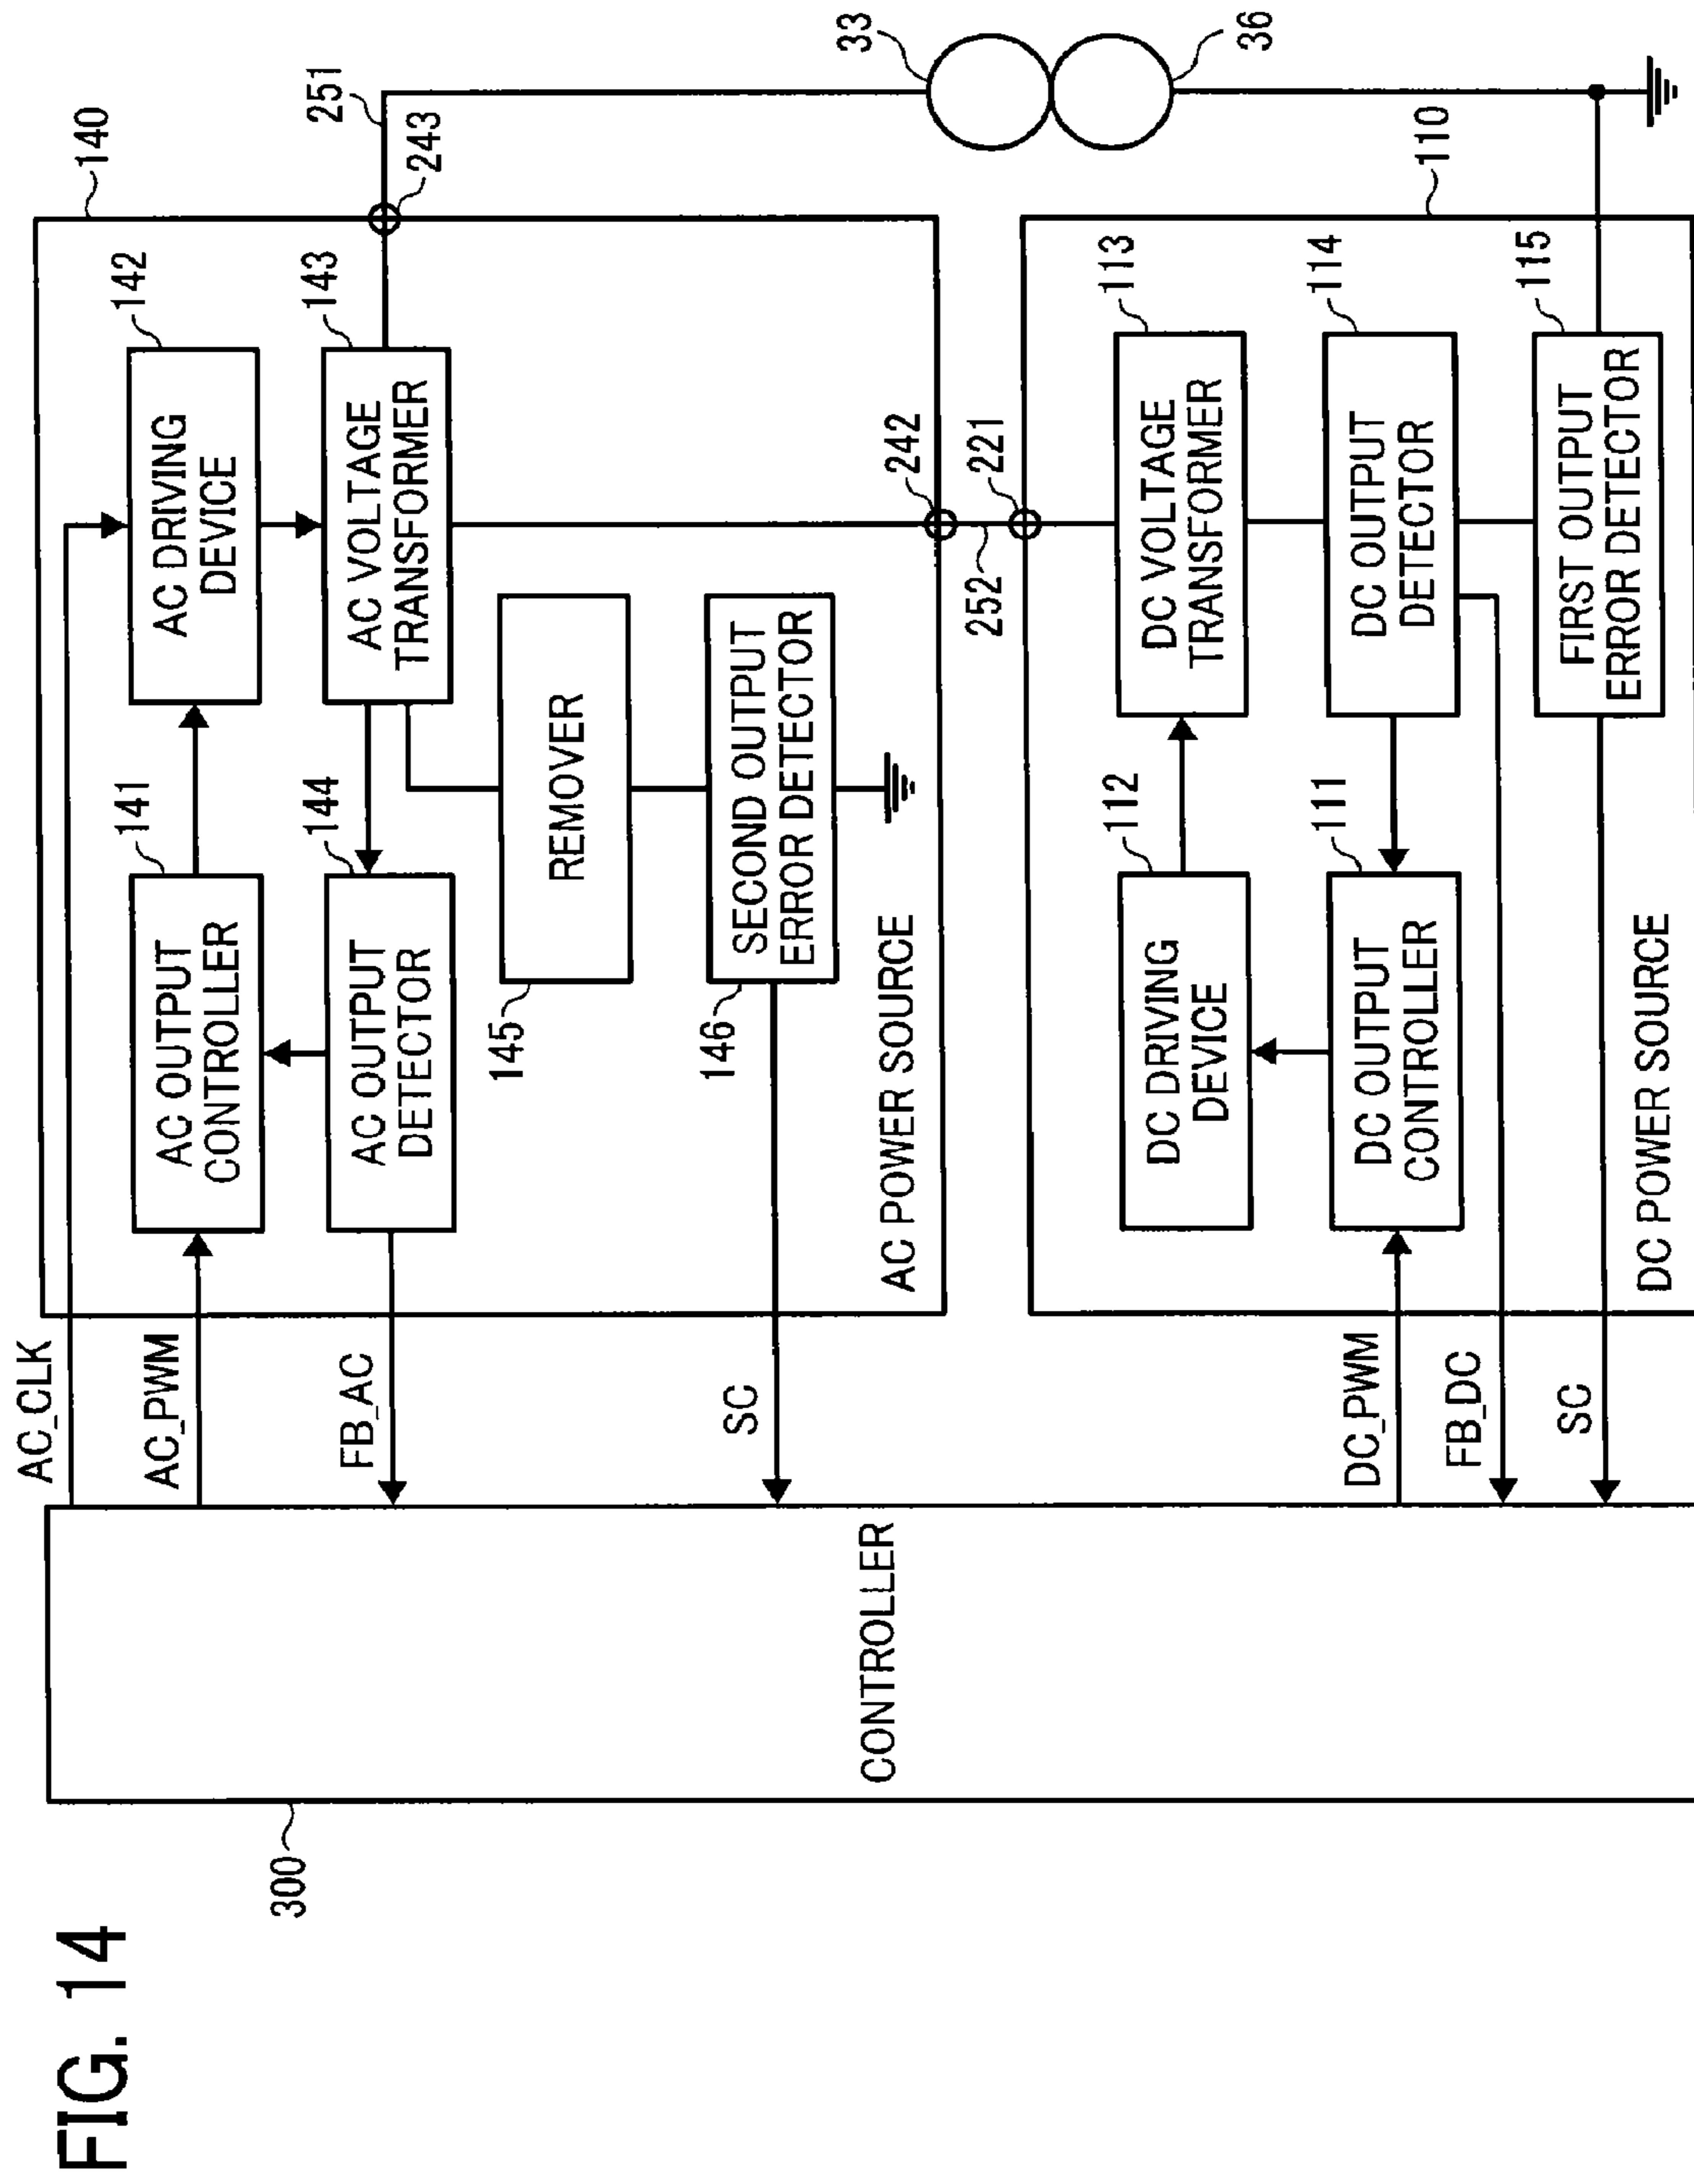 FIG. 14
300
CONTROLLER
AC_CLK
AC_PWM
FB_AC
SC
DC_PWM
FB_DC
SC
140
AC POWER SOURCE
141
AC OUTPUT
CONTROLLER
142
AC DRIVING
DEVICE
143
AC VOLTAGE
TRANSFORMER
144
AC OUTPUT
DETECTOR
145
REMOVER
146
SECOND OUTPUT
ERROR DETECTOR
243
251
242
252
221
33
36
110
DC POWER SOURCE
112
DC DRIVING
DEVICE
113
DC VOLTAGE
TRANSFORMER
111
DC OUTPUT
CONTROLLER
114
DC OUTPUT
DETECTOR
115
FIRST OUTPUT
ERROR DETECTOR